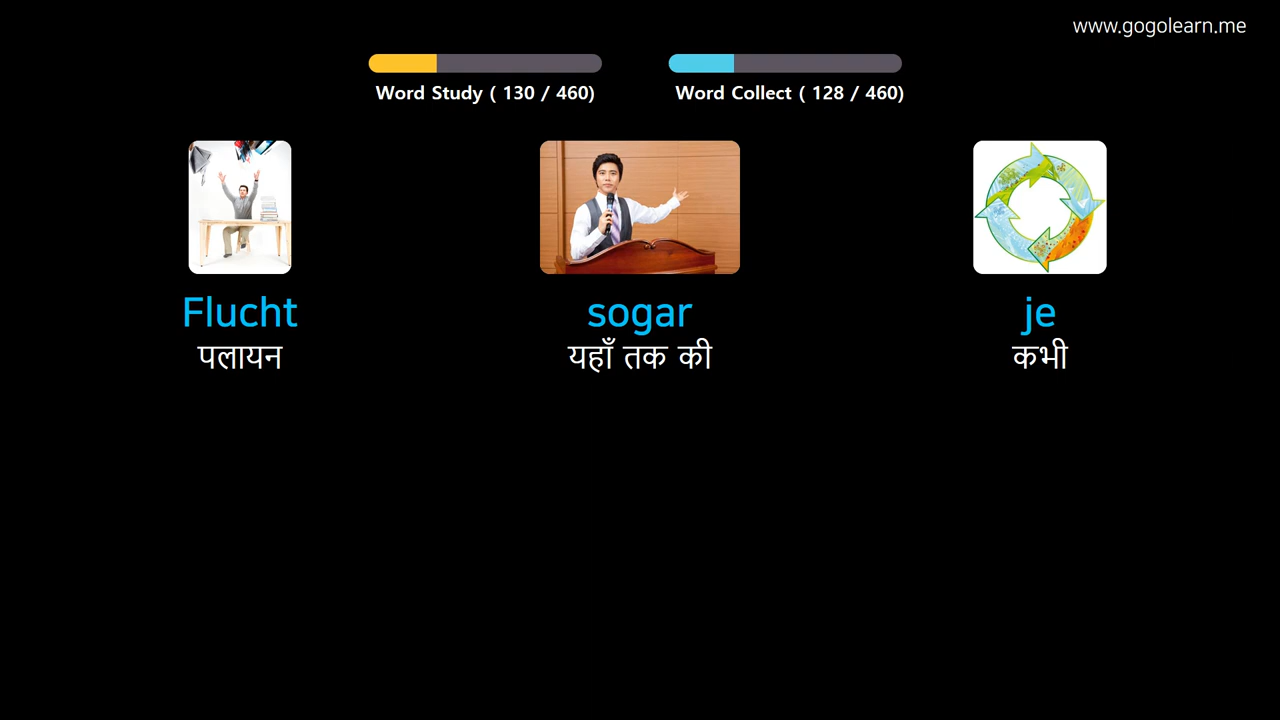 www.gogolearn.me
Word Study ( 130 / 460)
Word Collect ( 128 / 460)
Flucht
पलायन
sogar
यहाँ तक की
je
कभी